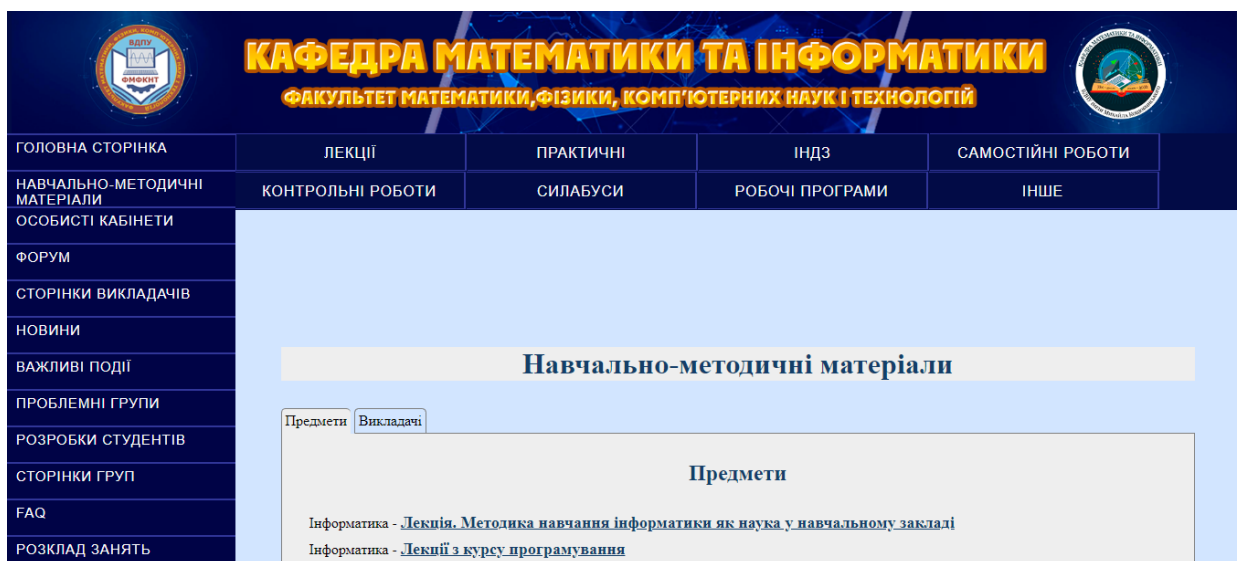 ВДПУ
ФМФКНТ
КАФЕДРА МАТЕМАТИКИ ТА ІНФОРМАТИКИ
ФАКУЛЬТЕТ МАТЕМАТИКИ,ФІЗИКИ, КОМП'ЮТЕРНИХ НАУК І ТЕХНОЛОГІЙ
ГОЛОВНА СТОРІНКА
НАВЧАЛЬНО-МЕТОДИЧНІ
МАТЕРІАЛИ
ОСОБИСТІ КАБІНЕТИ
ФОРУМ
СТОРІНКИ ВИКЛАДАЧІВ
НОВИНИ
ВАЖЛИВІ ПОДІЇ
ПРОБЛЕМНІ ГРУПИ
РОЗРОБКИ СТУДЕНТІВ
СТОРІНКИ ГРУП
FAQ
РОЗКЛАД ЗАНЯТЬ
ЛЕКЦІЇ ПРАКТИЧНІ ІНДЗ САМОСТІЙНІ РОБОТИ
КОНТРОЛЬНІ РОБОТИ СИЛАБУСИ РОБОЧІ ПРОГРАМИ ІНШЕ
Навчально-методичні матеріали
Предмети Викладачі
Предмети
Інформатика - Лекція. Методика навчання інформатики як наука у навчальному закладі
Інформатика - Лекції з курсу програмування